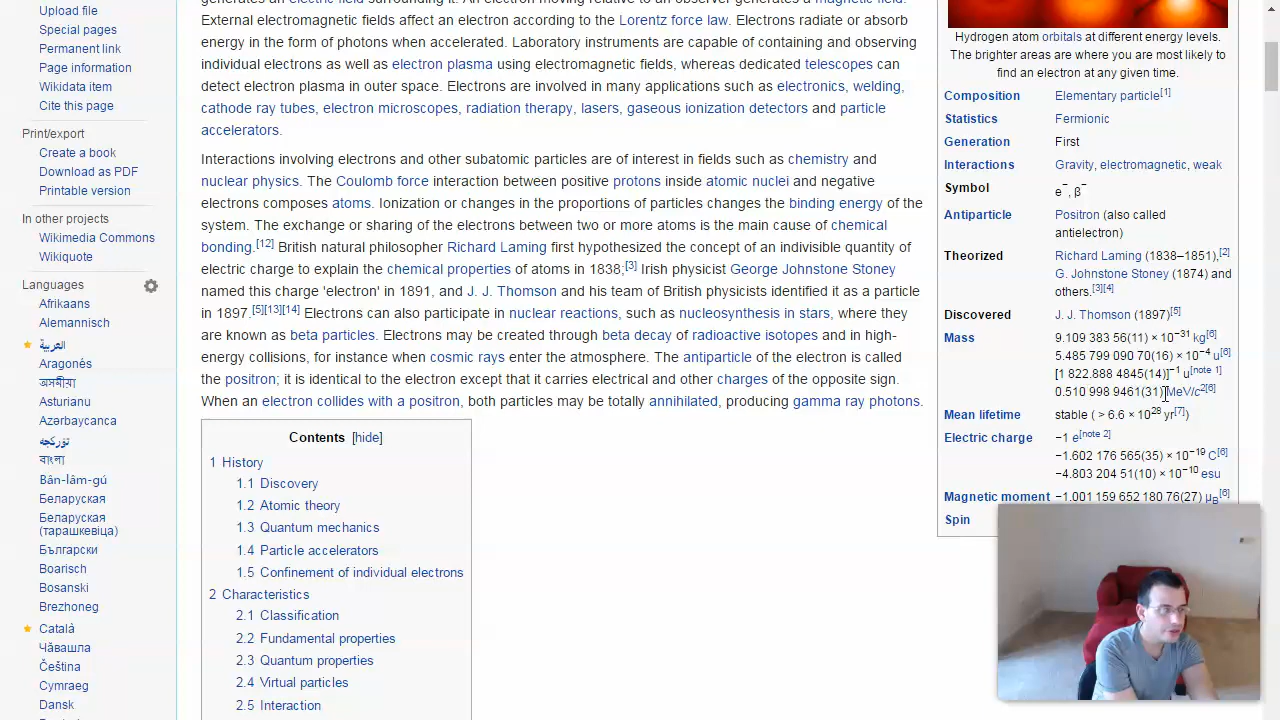 Upload file
Special pages
Permanent link
Page information
Wikidata item
Cite this page
Print/export
Create a book
Download as PDF
Printable version
In other projects
Wikimedia Commons
Wikiquote
Languages
Afrikaans
Alemannisch
العربية
Aragonés
অসমীয়া
Asturianu
Azərbaycanca
تۆرکجه
বাংলা
Bân-lâm-gú
Беларуская
Беларуская
(тарашкевіца)
Български
Boarisch
Bosanski
Brezhoneg
Català
Чӑвашла
Čeština
Cymraeg
Dansk
External electromagnetic fields affect an electron according to the Lorentz force law. Electrons radiate or absorb
energy in the form of photons when accelerated. Laboratory instruments are capable of containing and observing
individual electrons as well as electron plasma using electromagnetic fields, whereas dedicated telescopes can
detect electron plasma in outer space. Electrons are involved in many applications such as electronics, welding,
cathode ray tubes, electron microscopes, radiation therapy, lasers, gaseous ionization detectors and particle
accelerators.
Interactions involving electrons and other subatomic particles are of interest in fields such as chemistry and
nuclear physics. The Coulomb force interaction between positive protons inside atomic nuclei and negative
electrons composes atoms. Ionization or changes in the proportions of particles changes the binding energy of the
system. The exchange or sharing of the electrons between two or more atoms is the main cause of chemical
bonding.[12] British natural philosopher Richard Laming first hypothesized the concept of an indivisible quantity of
electric charge to explain the chemical properties of atoms in 1838;[3] Irish physicist George Johnstone Stoney
named this charge 'electron' in 1891, and J. J. Thomson and his team of British physicists identified it as a particle
in 1897.[5][13][14] Electrons can also participate in nuclear reactions, such as nucleosynthesis in stars, where they
are known as beta particles. Electrons may be created through beta decay of radioactive isotopes and in high-
energy collisions, for instance when cosmic rays enter the atmosphere. The antiparticle of the electron is called
the positron; it is identical to the electron except that it carries electrical and other charges of the opposite sign.
When an electron collides with a positron, both particles may be totally annihilated, producing gamma ray photons.
Contents [hide]
1 History
1.1 Discovery
1.2 Atomic theory
1.3 Quantum mechanics
1.4 Particle accelerators
1.5 Confinement of individual electrons
2 Characteristics
2.1 Classification
2.2 Fundamental properties
2.3 Quantum properties
2.4 Virtual particles
2.5 Interaction
Hydrogen atom orbitals at different energy levels.
The brighter areas are where you are most likely to
find an electron at any given time.
Composition Elementary particle[1]
Statistics Fermionic
Generation First
Interactions Gravity, electromagnetic, weak
Symbol e−, β−
Antiparticle Positron (also called
antielectron)
Theorized Richard Laming (1838–1851),[2]
G. Johnstone Stoney (1874) and
others.[3][4]
Discovered J. J. Thomson (1897)[5]
Mass 9.109 383 56(11) × 10−31 kg[6]
5.485 799 090 70(16) × 10−4 u[6]
[1 822.888 4845(14)]−1 u[note 1]
0.510 998 9461(31) MeV/c2[6]
Mean lifetime stable ( > 6.6 × 1028 yr[7])
Electric charge −1 e[note 2]
−1.602 176 565(35) × 10−19 C[6]
−4.803 204 51(10) × 10−10 esu
Magnetic moment −1.001 159 652 180 76(27) μB[6]
Spin